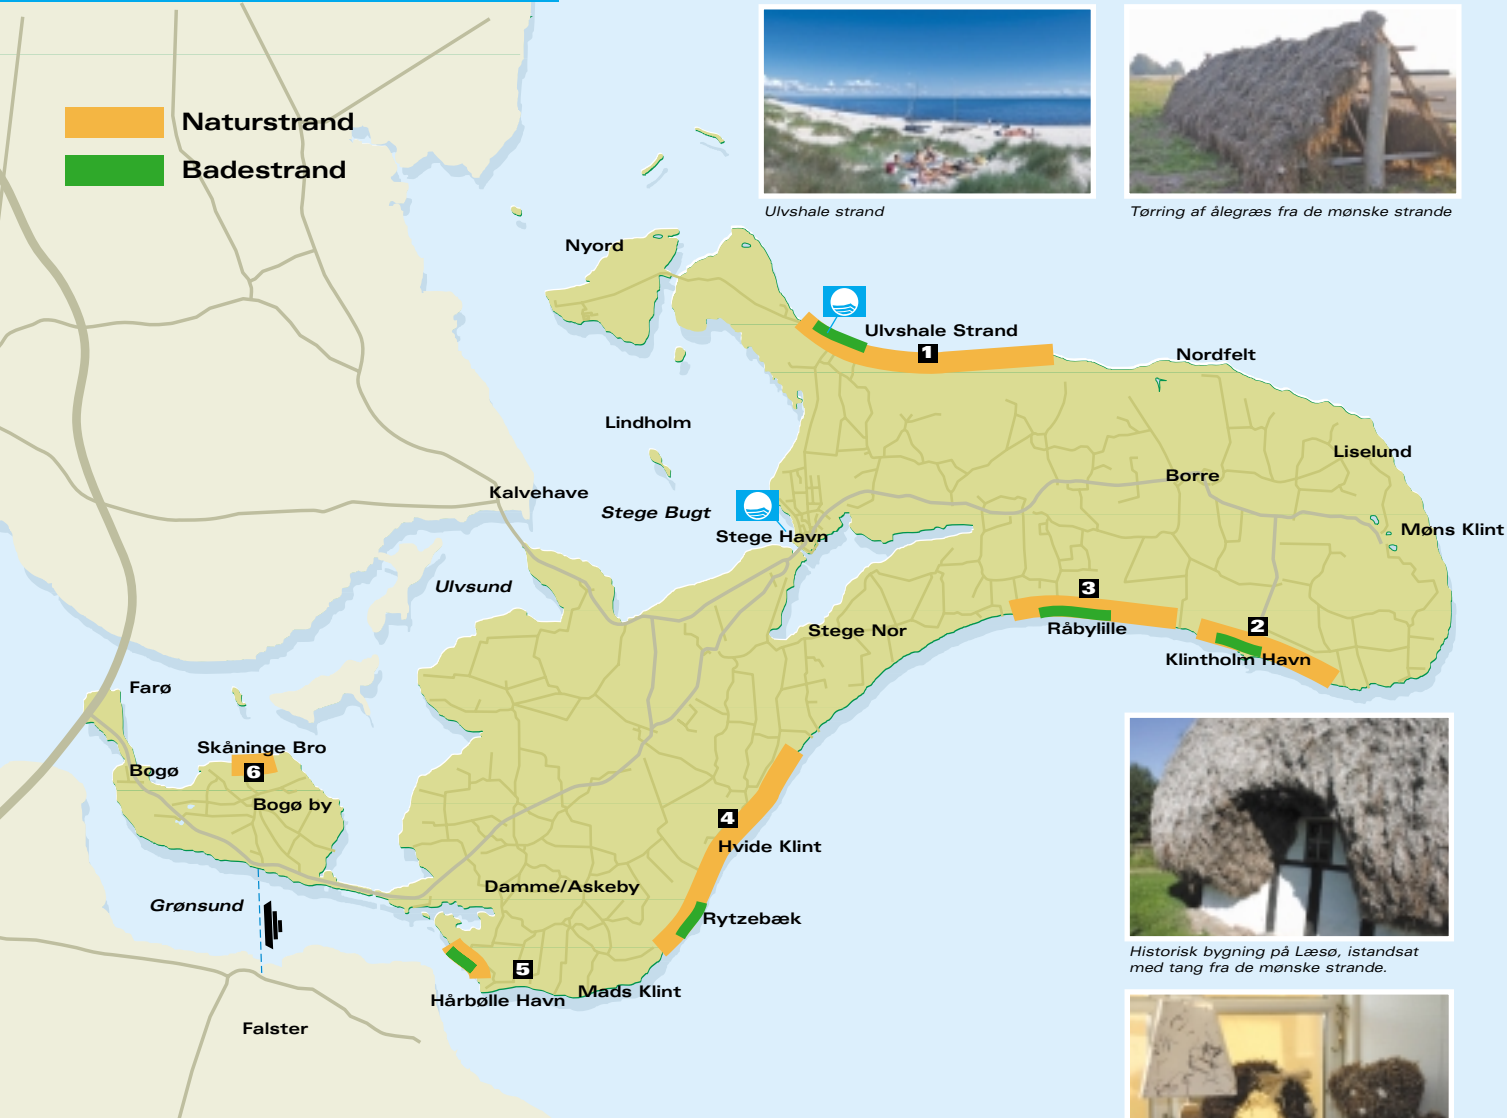 Naturstrand
Badestrand
Ulvshale strand
Tørring af ålegræs fra de mønske strande
Nyord
Ulvshale Strand
1
Nordfelt
Lindholm
Liselund
Borre
Kalvehave
Stege Bugt
Stege Havn
Møns Klint
Ulvsund
3
Råbylille
Stege Nor
2
Klintholm Havn
Farø
Skåninge Bro
Bogø
6
Bogø by
4
Hvide Klint
Damme/Askeby
Grønsund
Rytzebæk
5
Hårbølle Havn
Mads Klint
Falster
Historisk bygning på Læsø, istandsat
med tang fra de mønske strande.